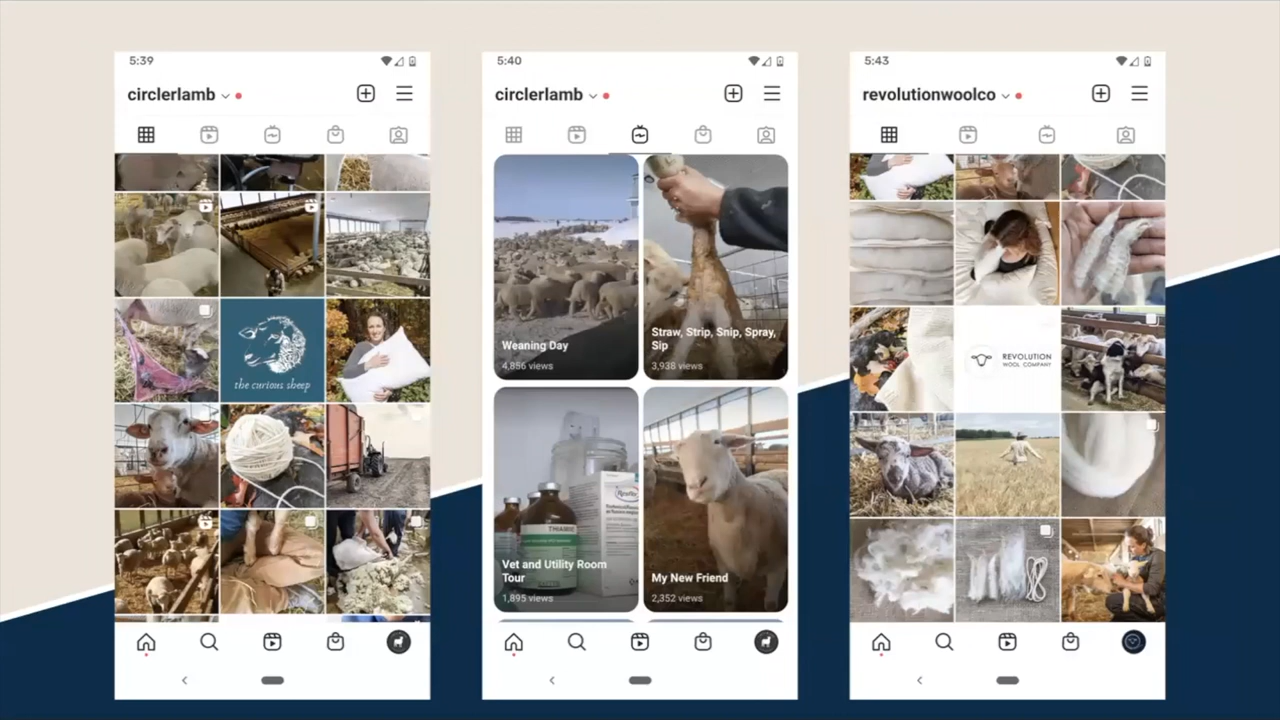 5:39
circlerlamb
the curious sheep
5:40
circlerlamb
Weaning Day
4,856 views
Straw, Strip, Snip, Spray,
Sip
3,938 views
THIAMIE
Vet and Utility Room
Tour
1,895 views
My New Friend
2,352 views
5:43
revolutionwoolco
REVOLUTION
WOOL COMPANY